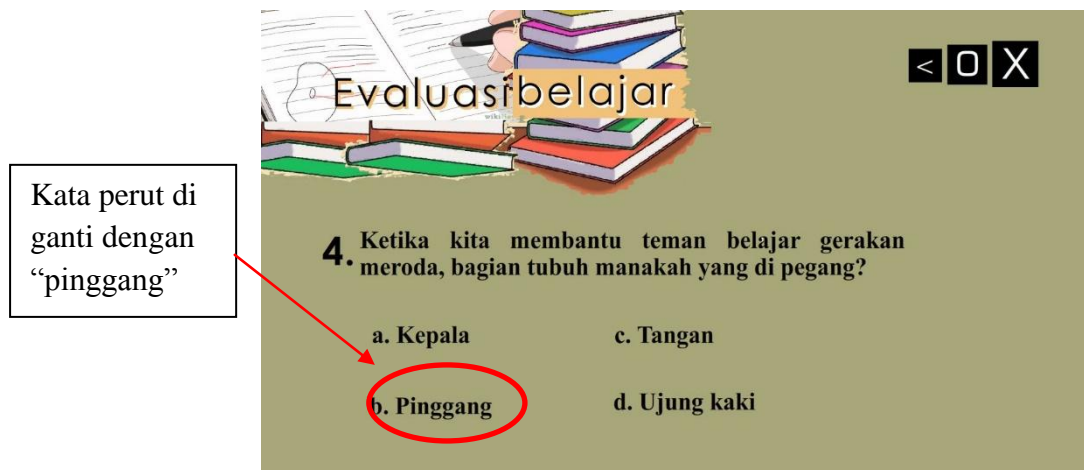 Evaluasi belajar
< O X
Kata perut di
ganti dengan
“pinggang”
4. Ketika kita membantu teman belajar gerakan
meroda, bagian tubuh manakah yang di pegang?
a. Kepala c. Tangan
b. Pinggang d. Ujung kaki